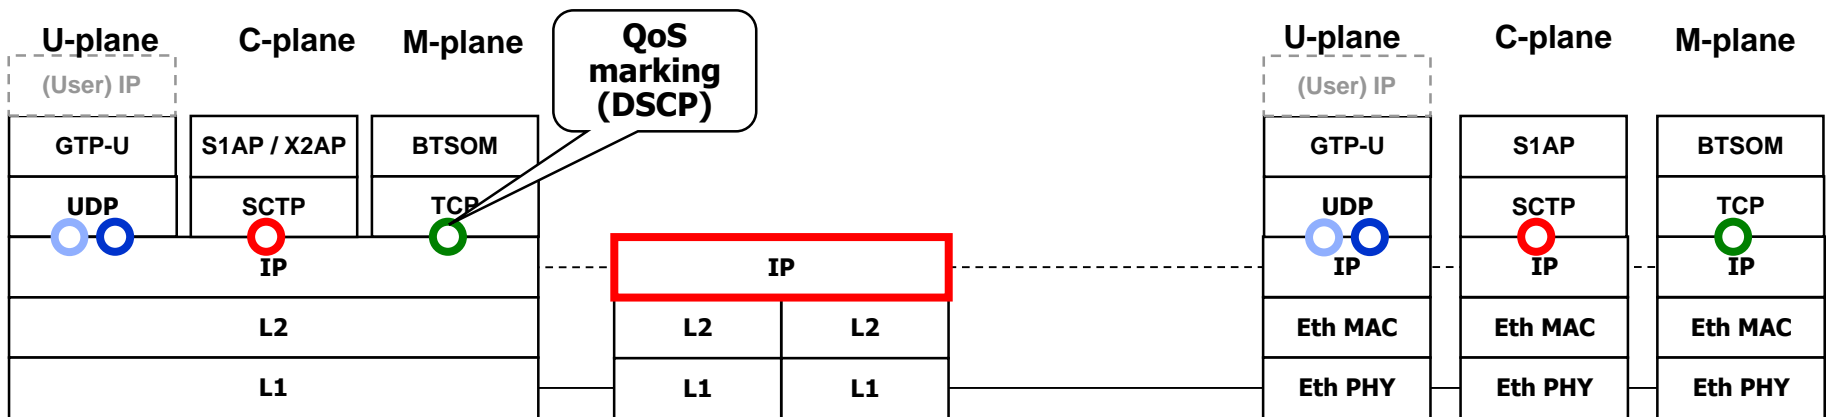 U-plane C-plane M-plane
QoS
marking
(DSCP)
U-plane C-plane M-plane
(User) IP
(User) IP
GTP-U S1AP / X2AP BTSOM
GTP-U S1AP BTSOM
UDP SCTP TCP
UDP SCTP TCP
IP
IP
IP IP IP
L2
L2 L2
Eth MAC Eth MAC Eth MAC
L1
L1 L1
Eth PHY Eth PHY Eth PHY